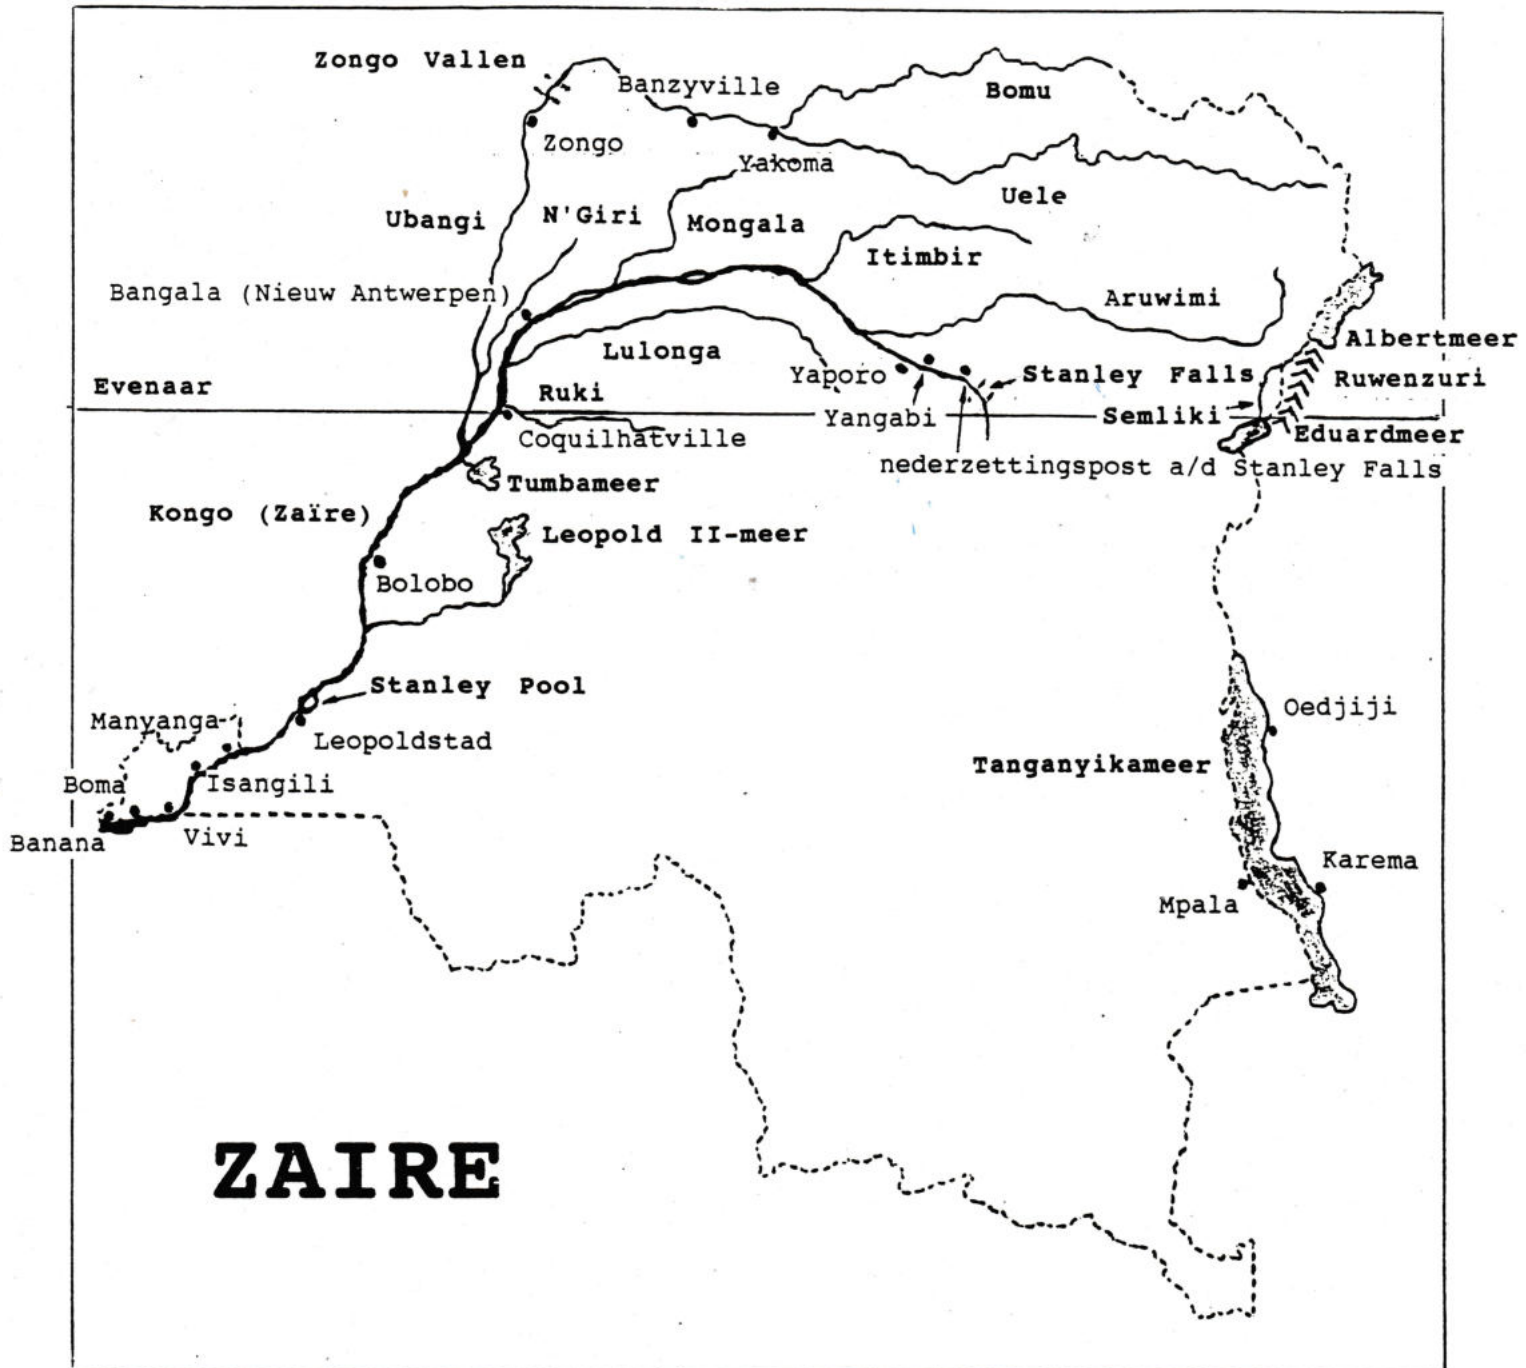 Zongo Vallen
Banzyville
Bomu
Zongo
Yakoma
Uele
Ubangi
N'Giri
Mongala
Itimbir
Bangala (Nieuw Antwerpen)
Aruwimi
Albertmeer
Lulonga
Yaporo
Stanley Falls
Ruwenzuri
Evenaar
Ruki
Yangabi
Semliki
Coquilhatville
Eduardmeer
nederzettingspost a/d Stanley Falls
Tumbameer
Kongo (Zaïre)
Leopold II-meer
Bolobo
Stanley Pool
Manyanga
Leopoldstad
Oedjiji
Tanganyikameer
Boma
Isangili
Banana
Vivi
Karema
Mpala
ZAIRE